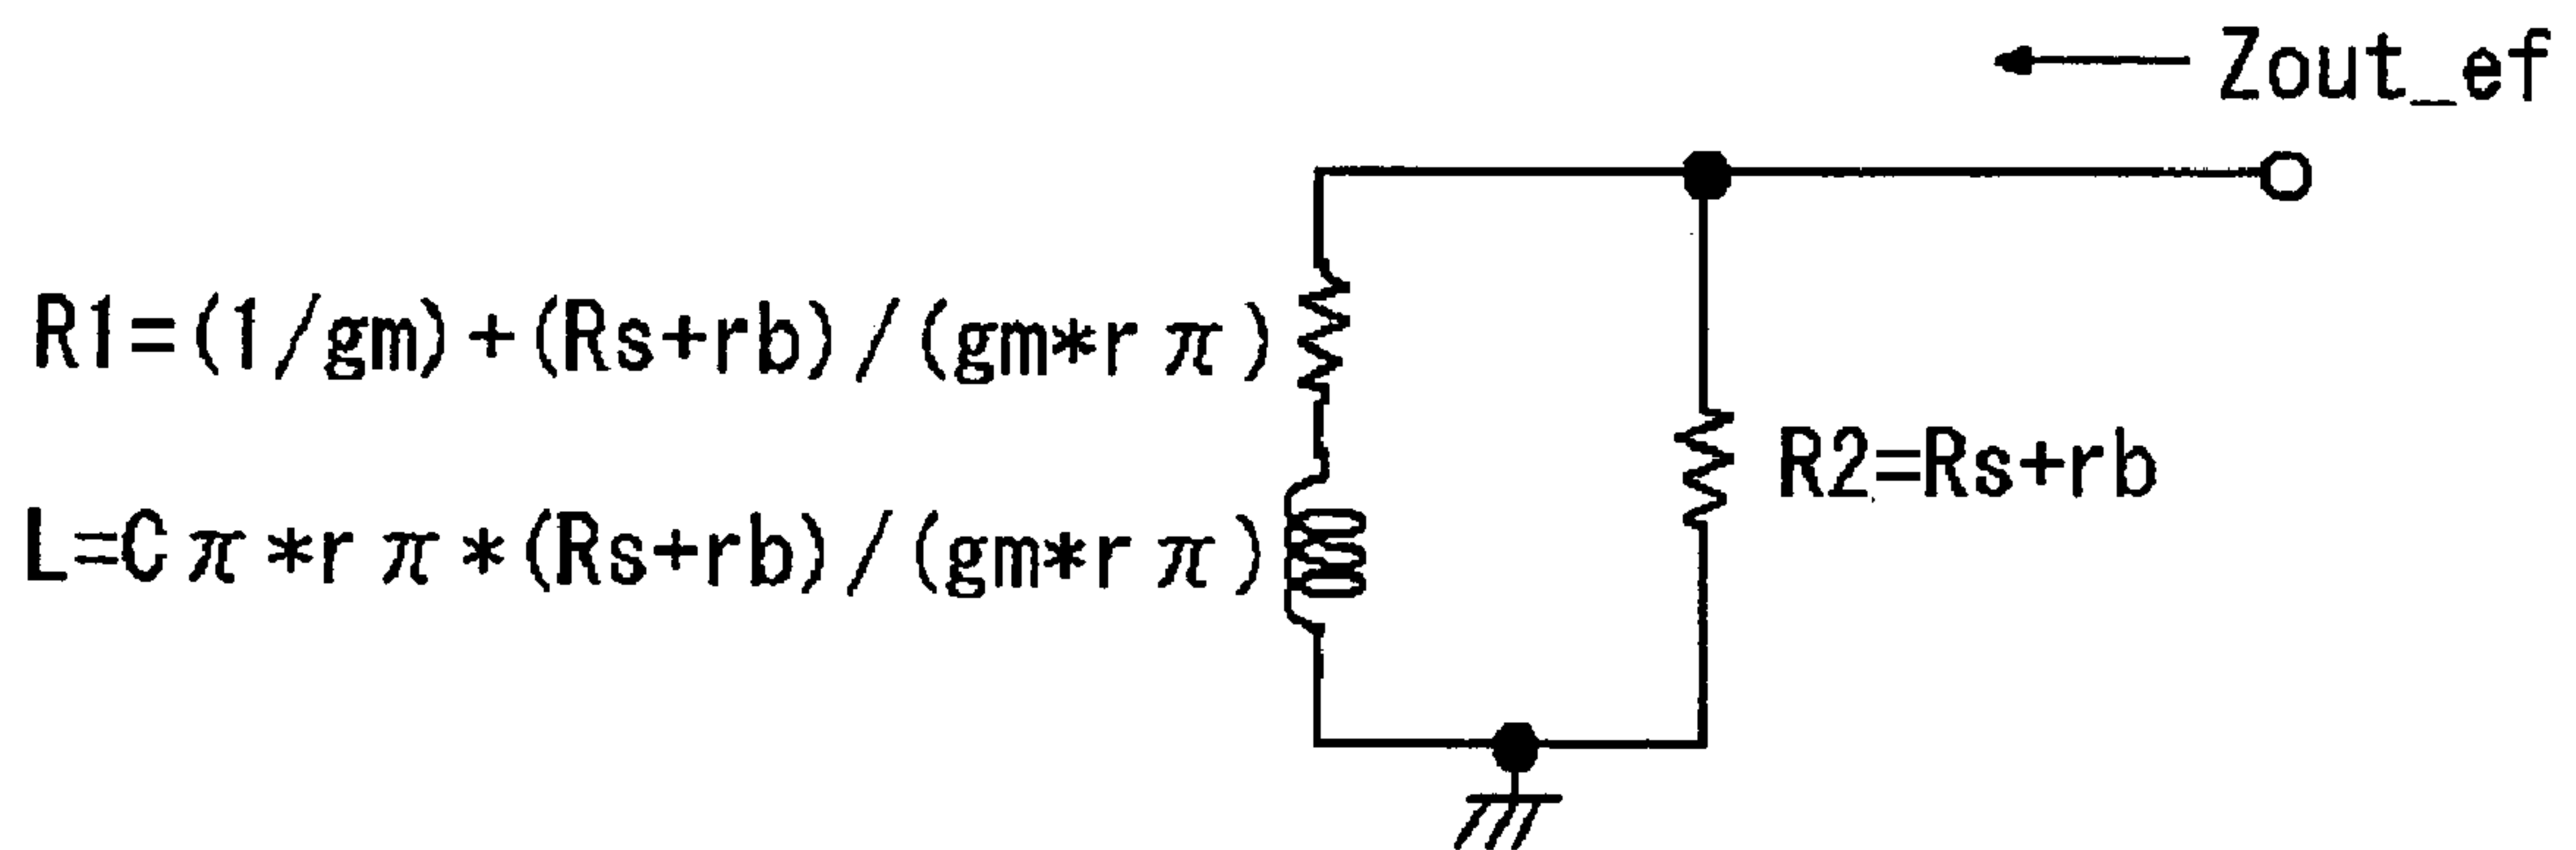 Zout_ef
R1=(1/gm)+(Rs+rb)/(gm*rπ)
R2=Rs+rb
L=Cπ*rπ*(Rs+rb)/(gm*rπ)